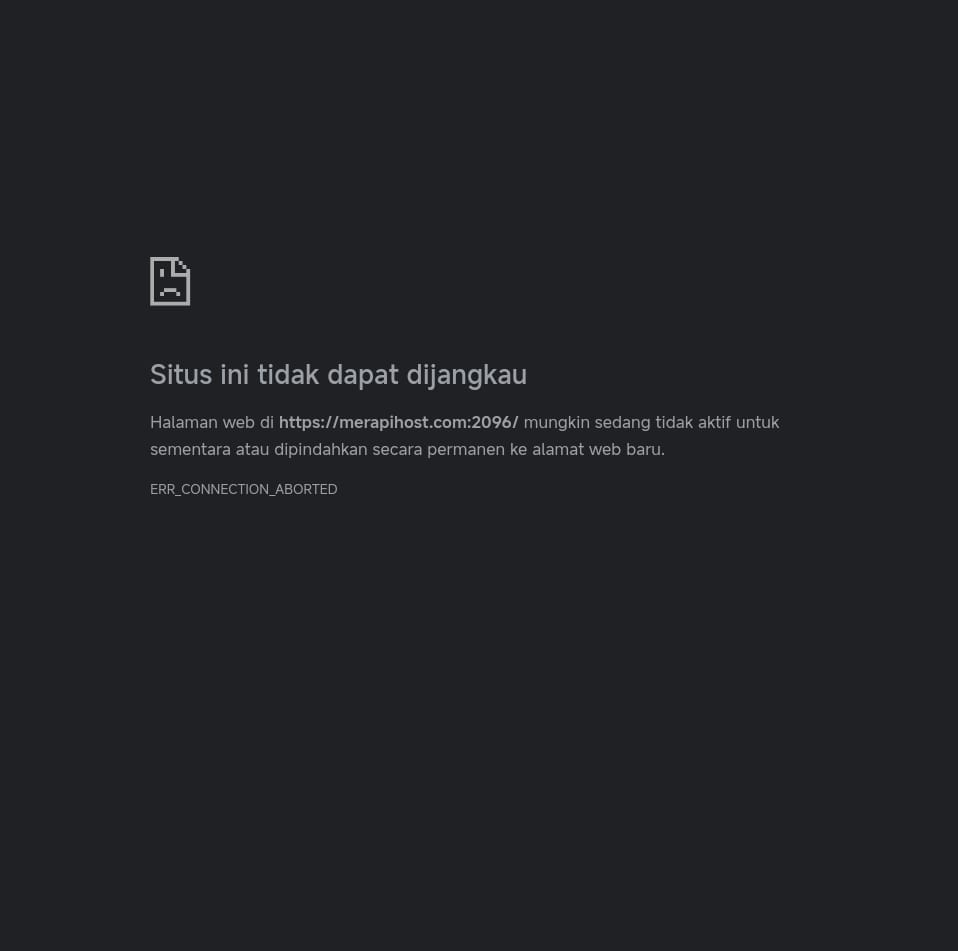 Situs ini tidak dapat dijangkau
Halaman web di https://merapihost.com:2096/ mungkin sedang tidak aktif untuk
sementara atau dipindahkan secara permanen ke alamat web baru.
ERR_CONNECTION_ABORTED